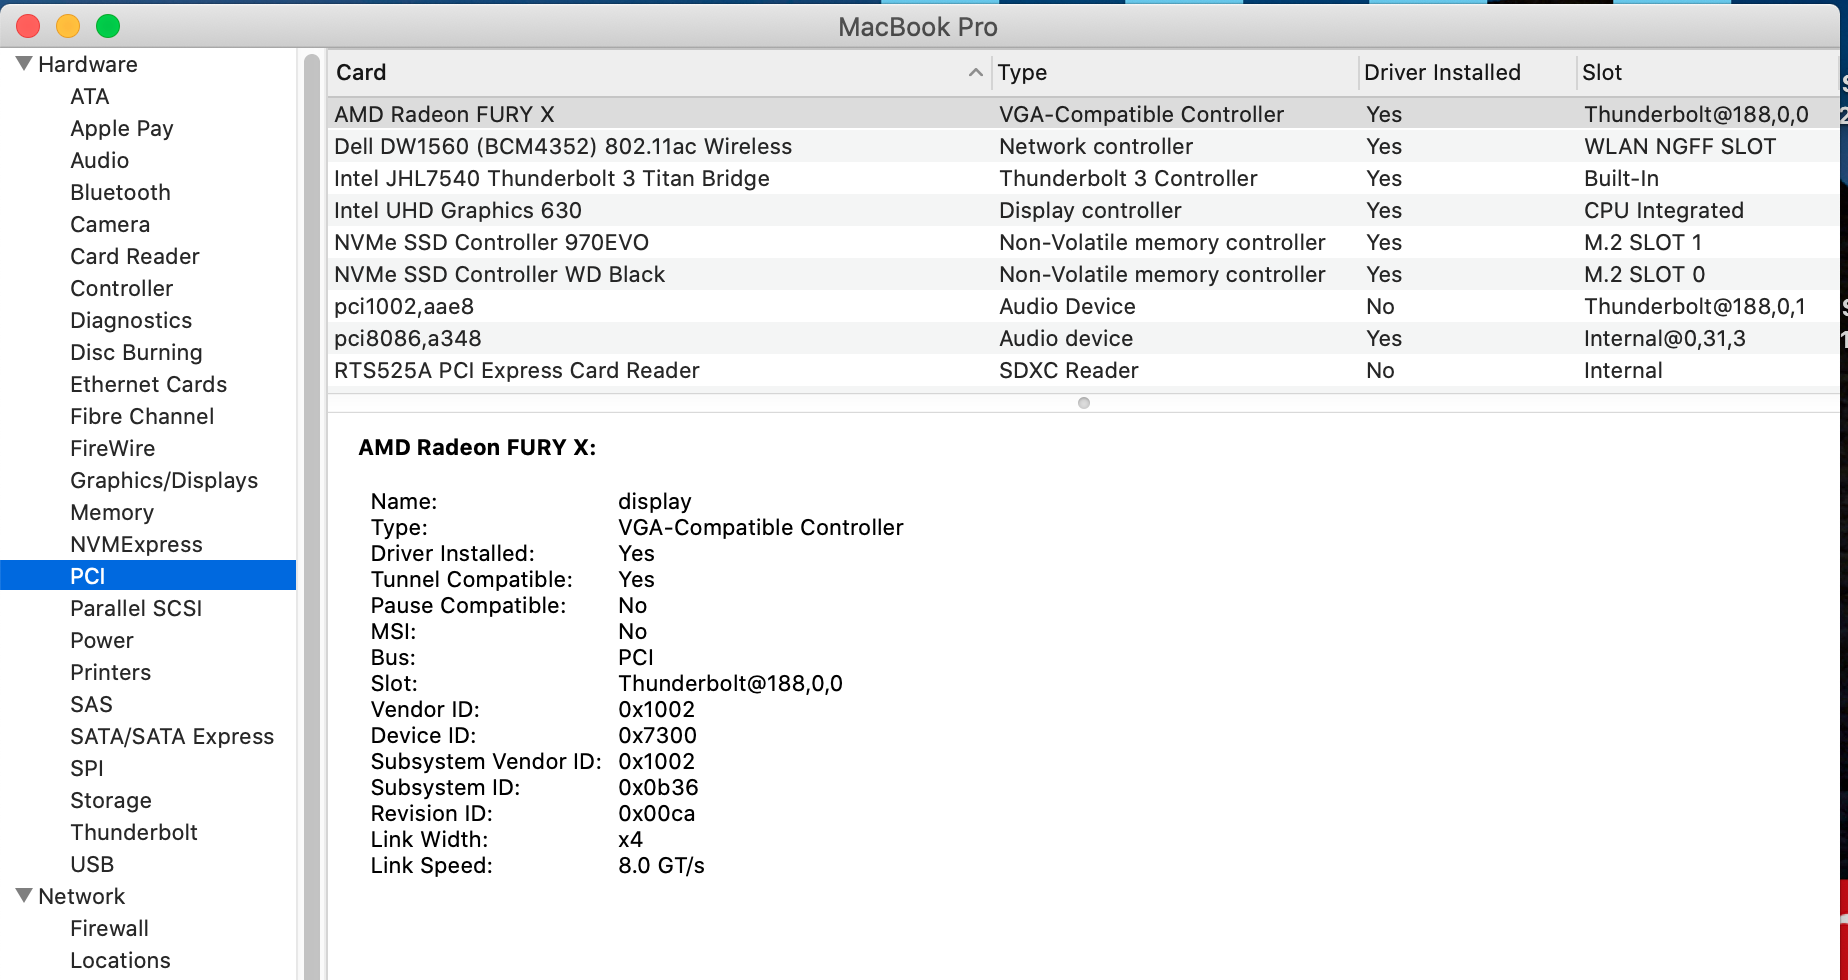 MacBook Pro
Hardware
ATA
Apple Pay
Audio
Bluetooth
Camera
Card Reader
Controller
Diagnostics
Disc Burning
Ethernet Cards
Fibre Channel
FireWire
Graphics/Displays
Memory
NVMExpress
PCI
Parallel SCSI
Power
Printers
SAS
SATA/SATA Express
SPI
Storage
Thunderbolt
USB
Network
Firewall
Locations
Card Type Driver Installed Slot
AMD Radeon FURY X VGA-Compatible Controller Yes Thunderbolt@188,0,0
Dell DW1560 (BCM4352) 802.11ac Wireless Network controller Yes WLAN NGFF SLOT
Intel JHL7540 Thunderbolt 3 Titan Bridge Thunderbolt 3 Controller Yes Built-In
Intel UHD Graphics 630 Display controller Yes CPU Integrated
NVMe SSD Controller 970EVO Non-Volatile memory controller Yes M.2 SLOT 1
NVMe SSD Controller WD Black Non-Volatile memory controller Yes M.2 SLOT 0
pci1002,aae8 Audio Device No Thunderbolt@188,0,1
pci8086,a348 Audio device Yes Internal@0,31,3
RTS525A PCI Express Card Reader SDXC Reader No Internal
AMD Radeon FURY X:
Name: display
Type: VGA-Compatible Controller
Driver Installed: Yes
Tunnel Compatible: Yes
Pause Compatible: No
MSI: No
Bus: PCI
Slot: Thunderbolt@188,0,0
Vendor ID: 0x1002
Device ID: 0x7300
Subsystem Vendor ID: 0x1002
Subsystem ID: 0x0b36
Revision ID: 0x00ca
Link Width: x4
Link Speed: 8.0 GT/s